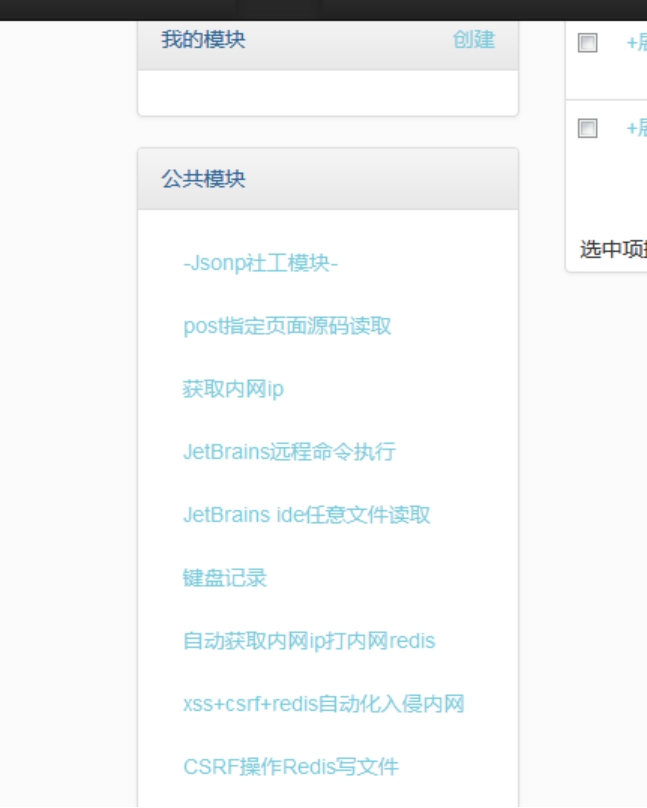 我的模块 创建
公共模块
-Jsonp社工模块-
post指定页面源码读取
获取内网ip
JetBrains远程命令执行
JetBrains ide任意文件读取
键盘记录
自动获取内网ip打内网redis
xss+csrf+redis自动化入侵内网
CSRF操作Redis写文件
+
+
选中项